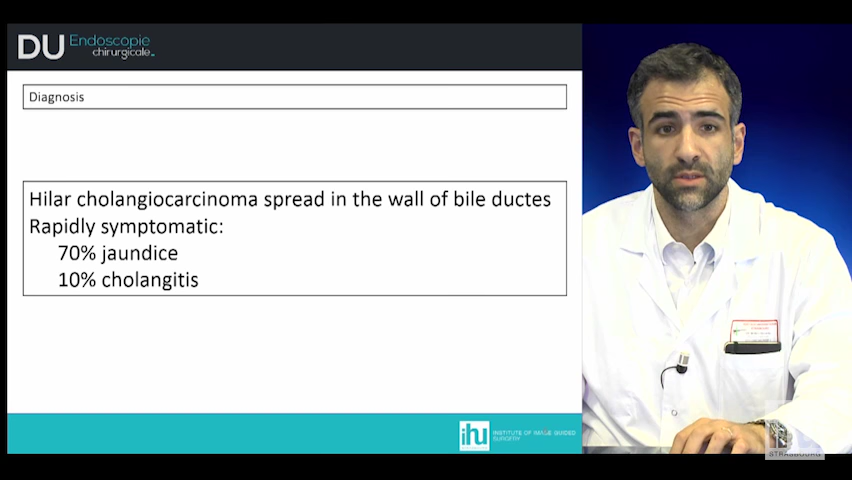 DU Endoscopie
chirurgicale
Diagnosis
Hilar cholangiocarcinoma spread in the wall of bile ductes
Rapidly symptomatic:
70% jaundice
10% cholangitis
ihu INSTITUTE OF IMAGE GUIDED
SURGERY
STRASBOURG